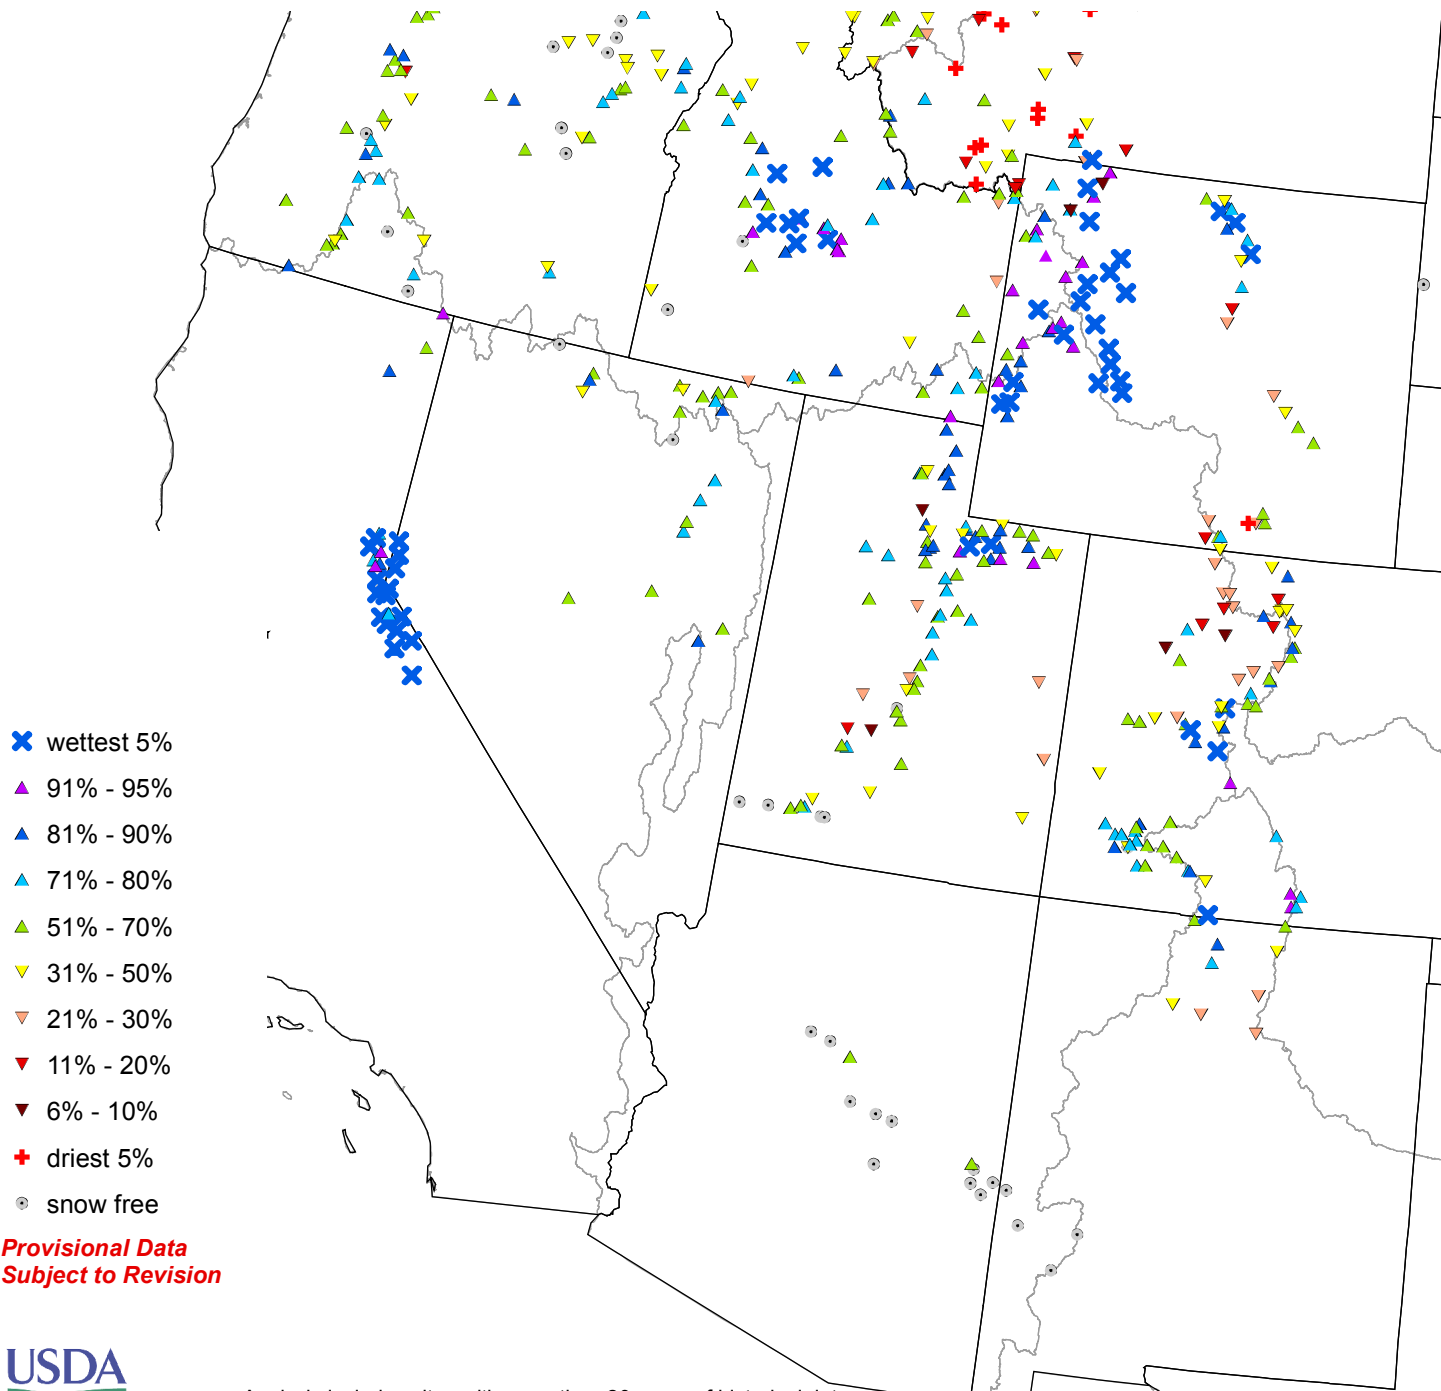 wettest 5%
91% - 95%
81% - 90%
71% - 80%
51% - 70%
31% - 50%
21% - 30%
11% - 20%
6% - 10%
driest 5%
snow free
Provisional Data
Subject to Revision
USDA